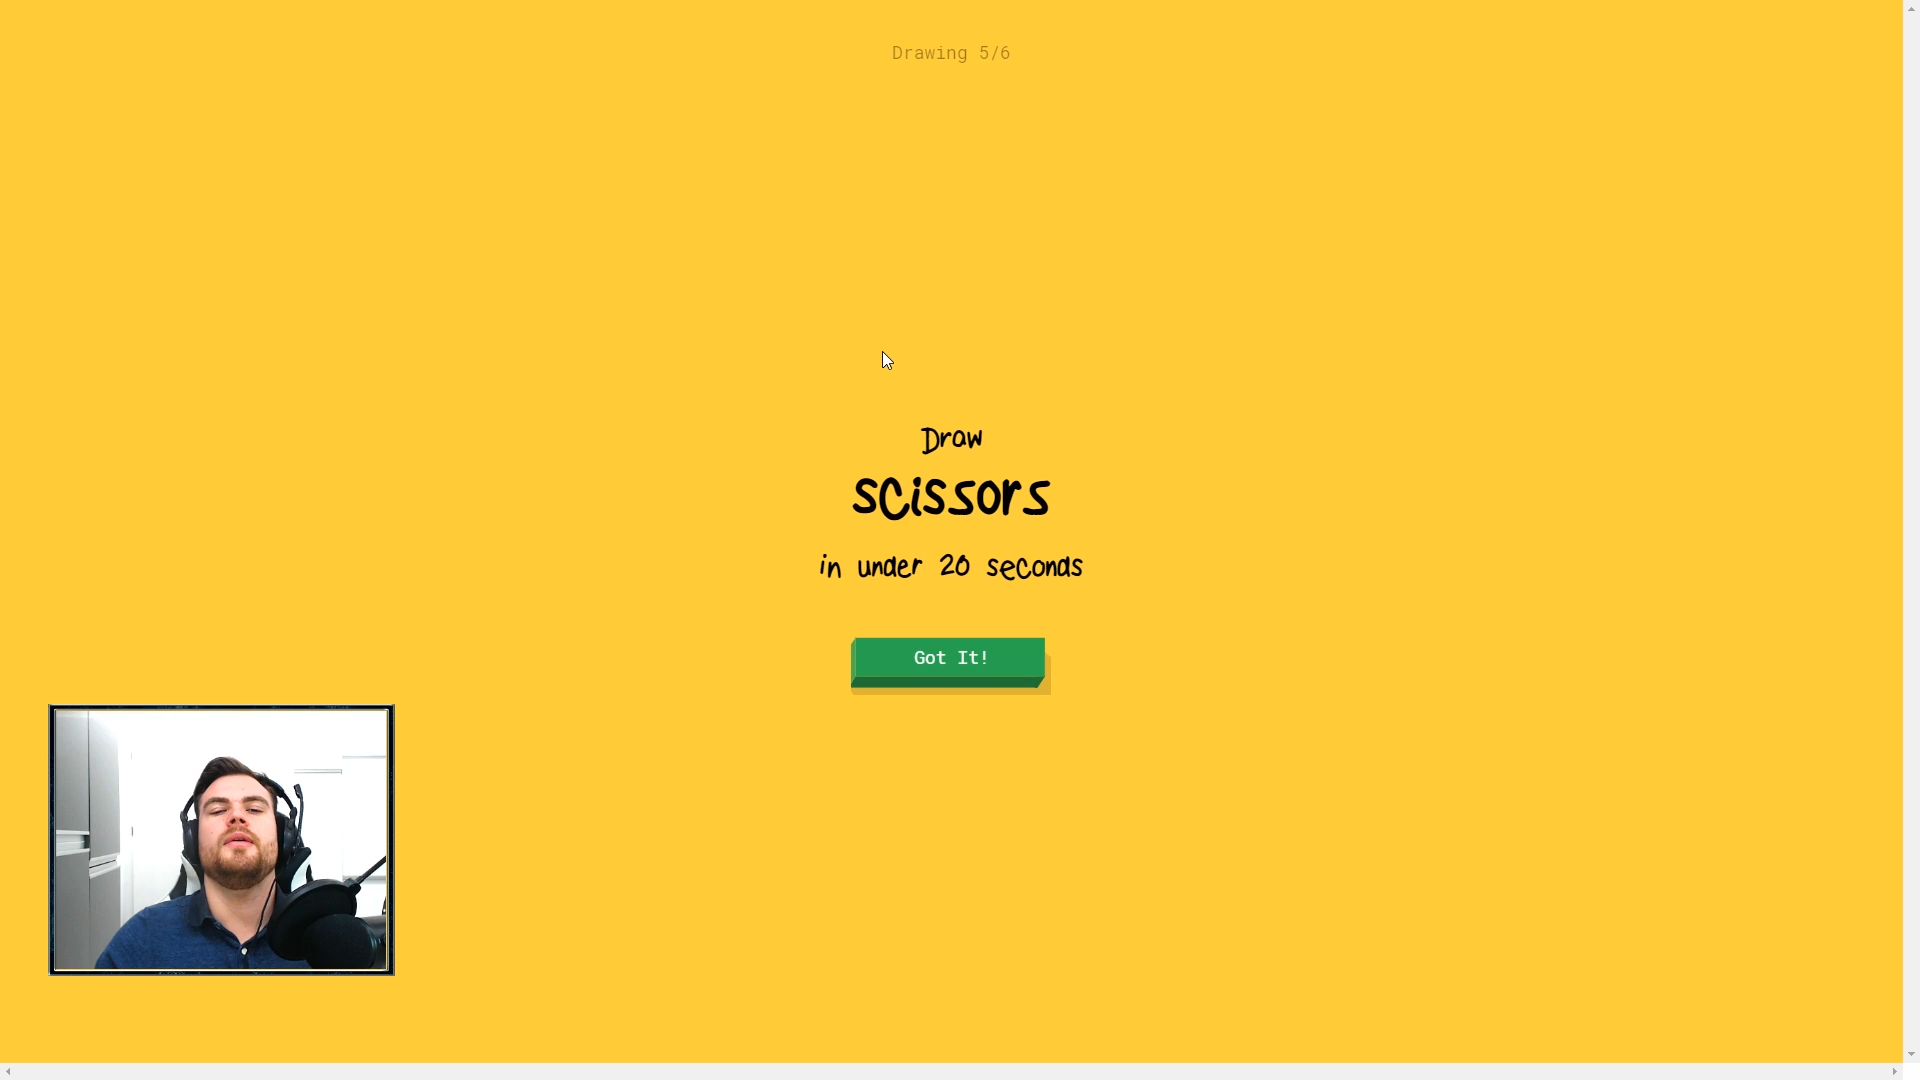 Drawing 5/6
Draw
scissors
in under 20 seconds
Got It!